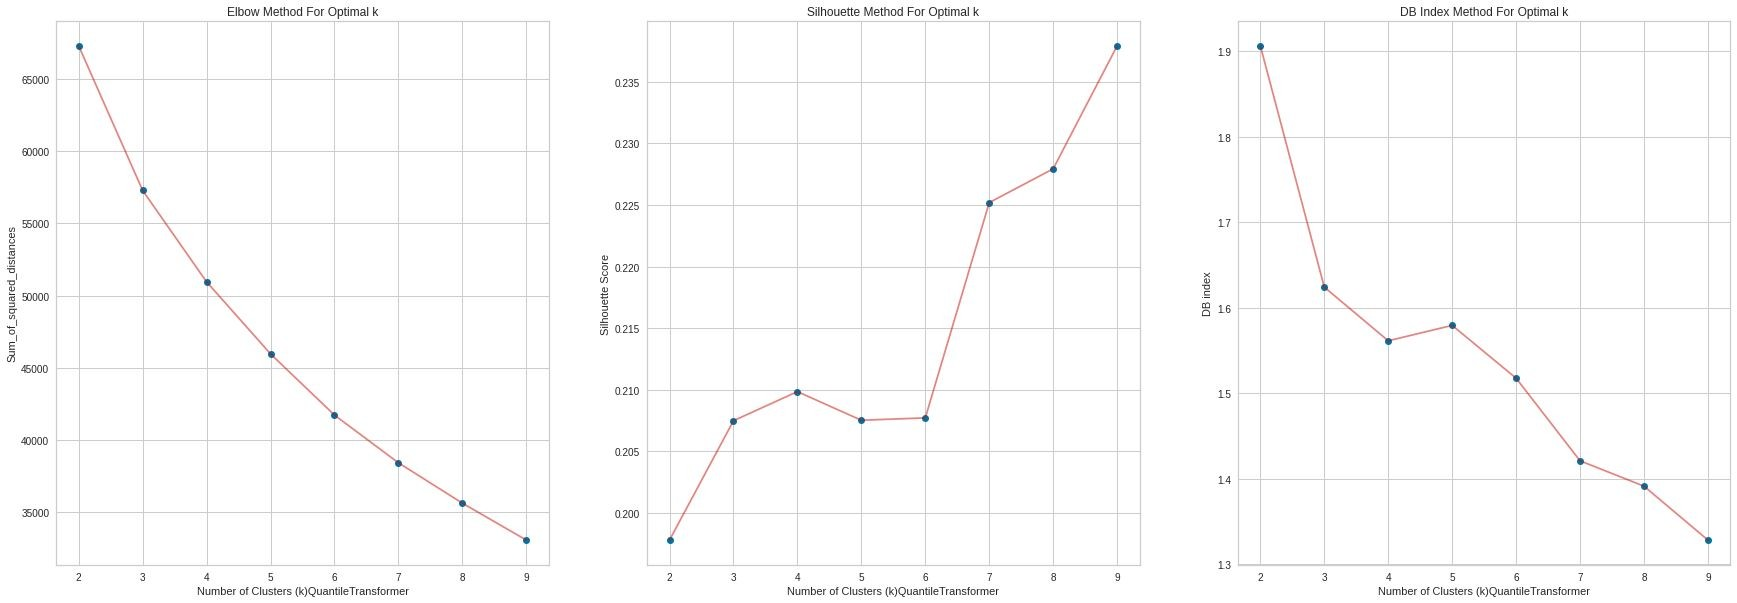 Elbow Method For Optimal k
65000
60000
55000
50000
45000
40000
35000
Sum_of_squared_distances
2 3 4 5 6 7 8 9
Number of Clusters (k)QuantileTransformer
Silhouette Method For Optimal k
0.235
0.230
0.225
0.220
0.215
0.210
0.205
0.200
Silhouette Score
2 3 4 5 6 7 8 9
Number of Clusters (k)QuantileTransformer
DB Index Method For Optimal k
1.9
1.8
1.7
1.6
1.5
1.4
1.3
DB index
2 3 4 5 6 7 8 9
Number of Clusters (k)QuantileTransformer